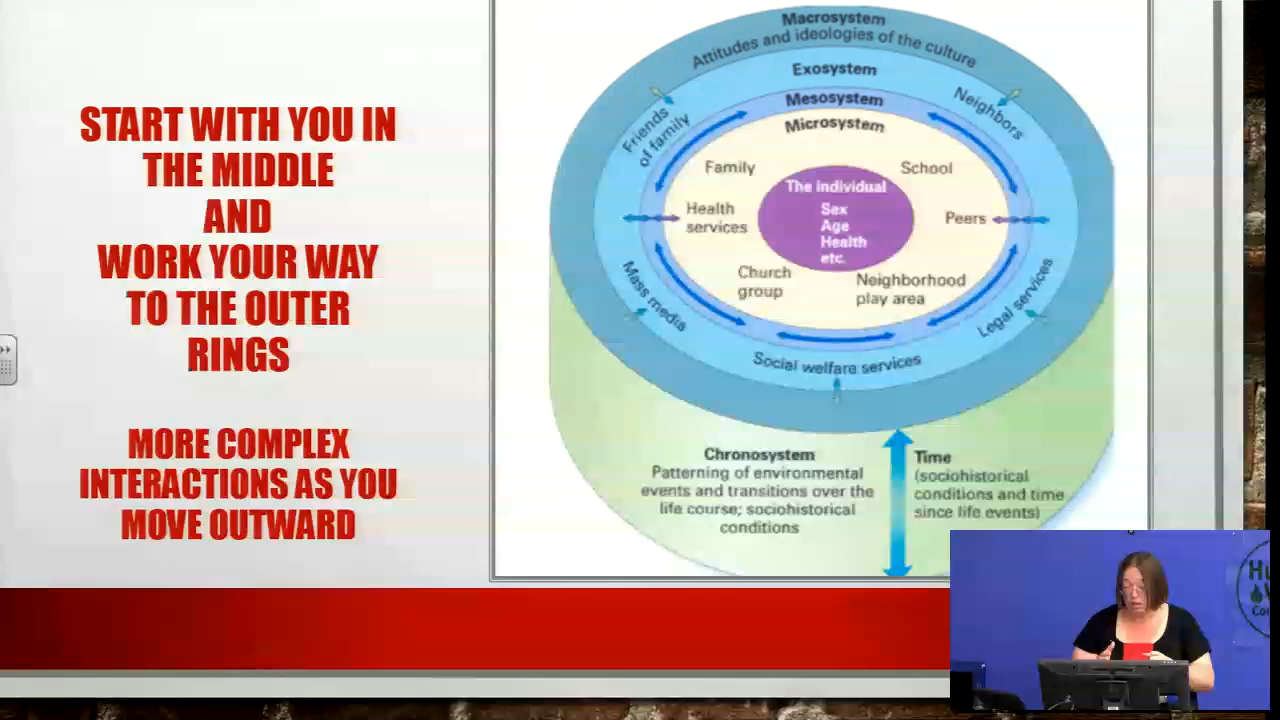 START WITH YOU IN
THE MIDDLE
AND
WORK YOUR WAY
TO THE OUTER
RINGS
MORE COMPLEX
INTERACTIONS AS YOU
MOVE OUTWARD
Macrosystem
Attitudes and ideologies of the culture
Exosystem
Mesosystem
Microsystem
Friends
of family
Neighbors
Family
School
The individual
Sex
Age
Health
etc.
Health
services
Peers
Church
group
Neighborhood
play area
Mass media
Legal services
Social welfare services
Chronosystem
Patterning of environmental
events and transitions over the
life course; sociohistorical
conditions
Time
(sociohistorical
conditions and time
since life events)